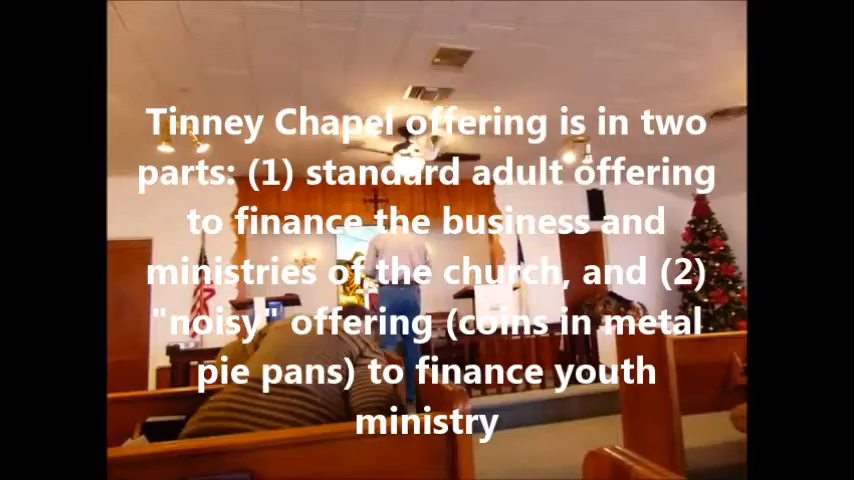 Tinney Chapel offering is in two
parts: (1) standard adult offering
to finance the business and
ministries of the church, and (2)
"noisy" offering (coins in metal
pie pans) to finance youth
ministry